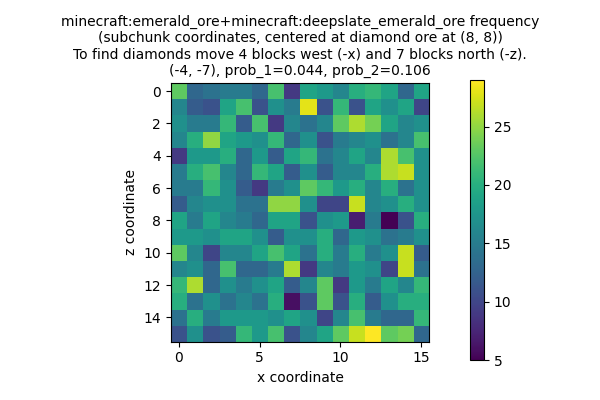 minecraft:emerald_ore+minecraft:deepslate_emerald_ore frequency
(subchunk coordinates, centered at diamond ore at (8, 8))
To find diamonds move 4 blocks west (-x) and 7 blocks north (-z).
(-4, -7), prob_1=0.044, prob_2=0.106
0
2
4
6
8
10
12
14
z coordinate
0
5
10
15
x coordinate
25
20
15
10
5